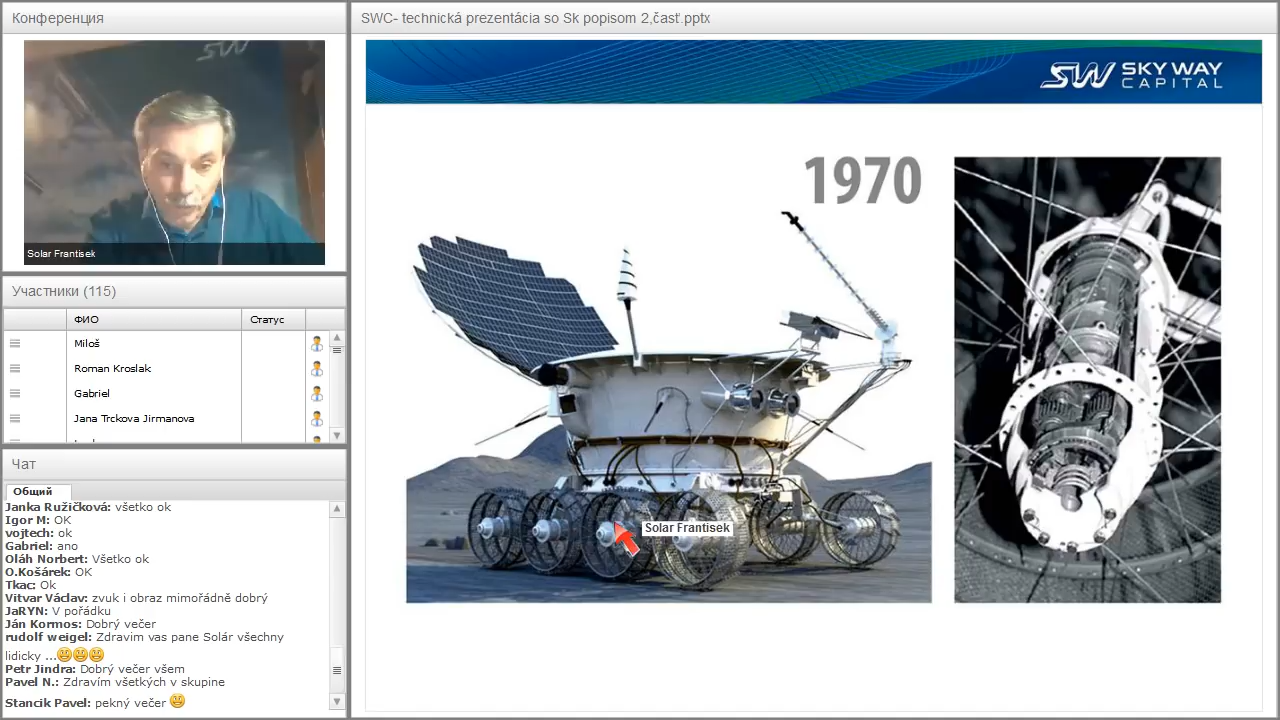 Конференция
SW
Solar Frantisek
Участники (115)
ФИО
Статус
Miloš
Roman Kroslak
Gabriel
Jana Trckova Jirmanova
Чат
Общий
Janka Ružičková: všetko ok
Igor M: OK
vojtech: ok
Gabriel: ano
Oláh Norbert: Všetko ok
O.Košárek: OK
Tkac: Ok
Vitvar Václav: zvuk i obraz mimořádně dobrý
JaRYN: V pořádku
Ján Kormos: Dobrý večer
rudolf weigel: Zdravim vas pane Solár všechny
lidicky ...
Petr Jindra: Dobrý večer všem
Pavel N.: Zdravím všetkých v skupine
Stancik Pavel: pekný večer
SWC- technická prezentácia so Sk popisom 2,časť.pptx
SW SKY WAY
CAPITAL
1970
Solar Frantisek